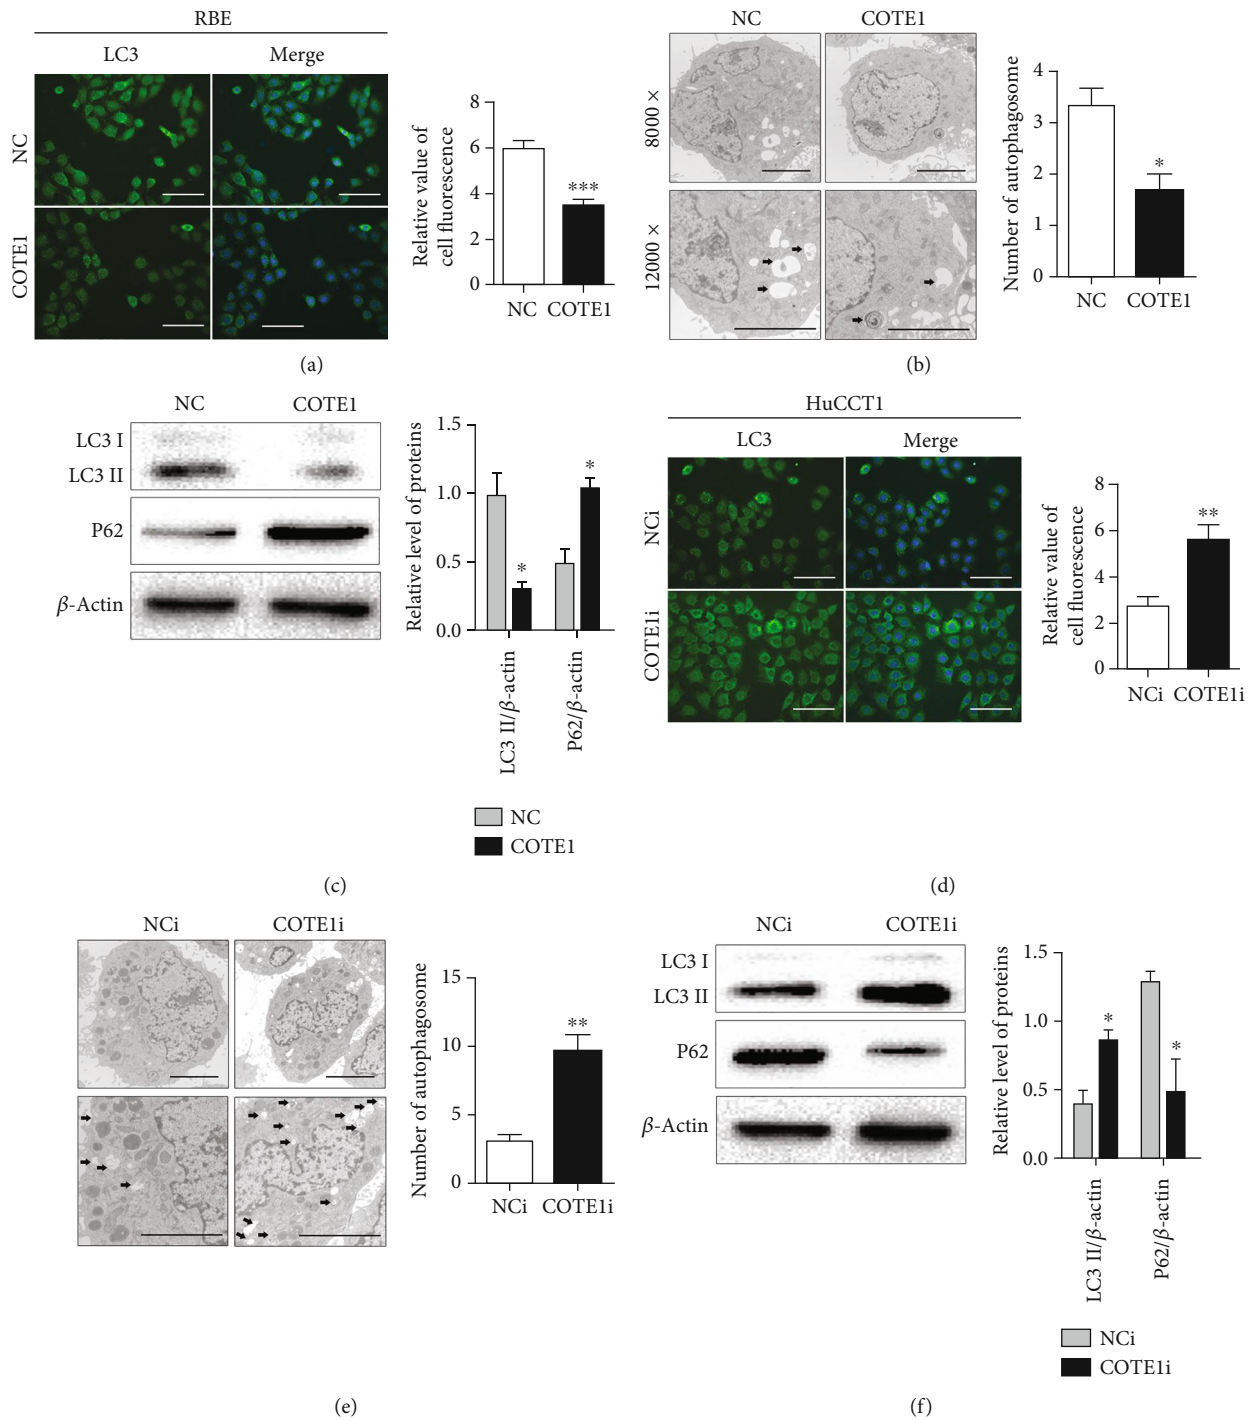 RBE
LC3 Merge
NC
COTE1
Relative value of
cell fluorescence
8
6
4
2
0
***
NC COTE1
(a)
NC COTE1
8000 ×
12000 ×
Number of autophagosome
4
3
2
1
0
*
NC COTE1
(b)
NC COTE1
LC3 I
LC3 II
P62
β-Actin
Relative level of proteins
1.5
1.0
0.5
0.0
*
*
LC3 II/β-actin
P62/β-actin
NC
COTE1
(c)
HuCCT1
LC3 Merge
NCi
COTE1i
Relative value of
cell fluorescence
8
6
4
2
0
**
NCi COTE1i
(d)
NCi COTE1i
Number of autophagosome
15
10
5
0
**
NCi COTE1i
(e)
NCi COTE1i
LC3 I
LC3 II
P62
β-Actin
Relative level of proteins
1.5
1.0
0.5
0.0
*
*
LC3 II/β-actin
P62/β-actin
NCi
COTE1i
(f)